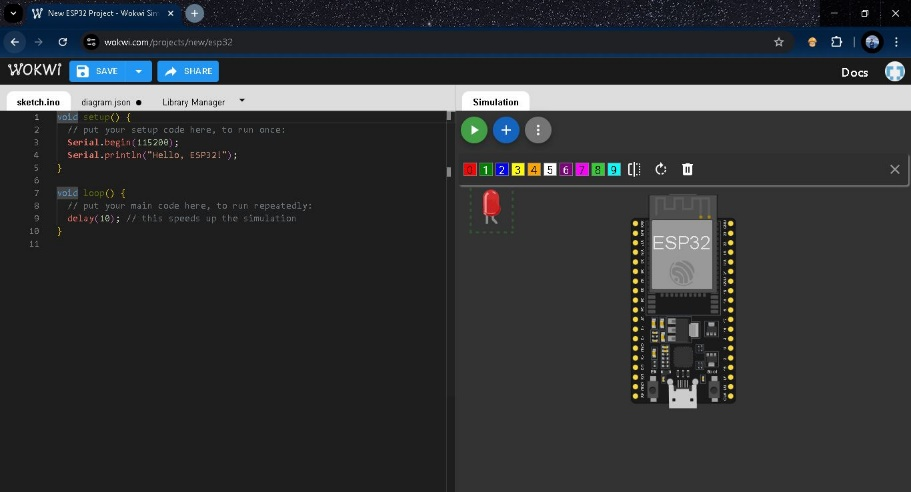 New ESP32 Project - Wokwi Sim
wokwi.com/projects/new/esp32
WOKWI
SAVE
SHARE
Docs
sketch.ino
diagram.json
Library Manager
Simulation
1 void setup() {
2 // put your setup code here, to run once:
3 Serial.begin(115200);
4 Serial.println("Hello, ESP32!");
5 }
6
7 void loop() {
8 // put your main code here, to run repeatedly:
9 delay(10); // this speeds up the simulation
10 }
11
0 1 2 3 4 5 6 7 8 9
ESP32